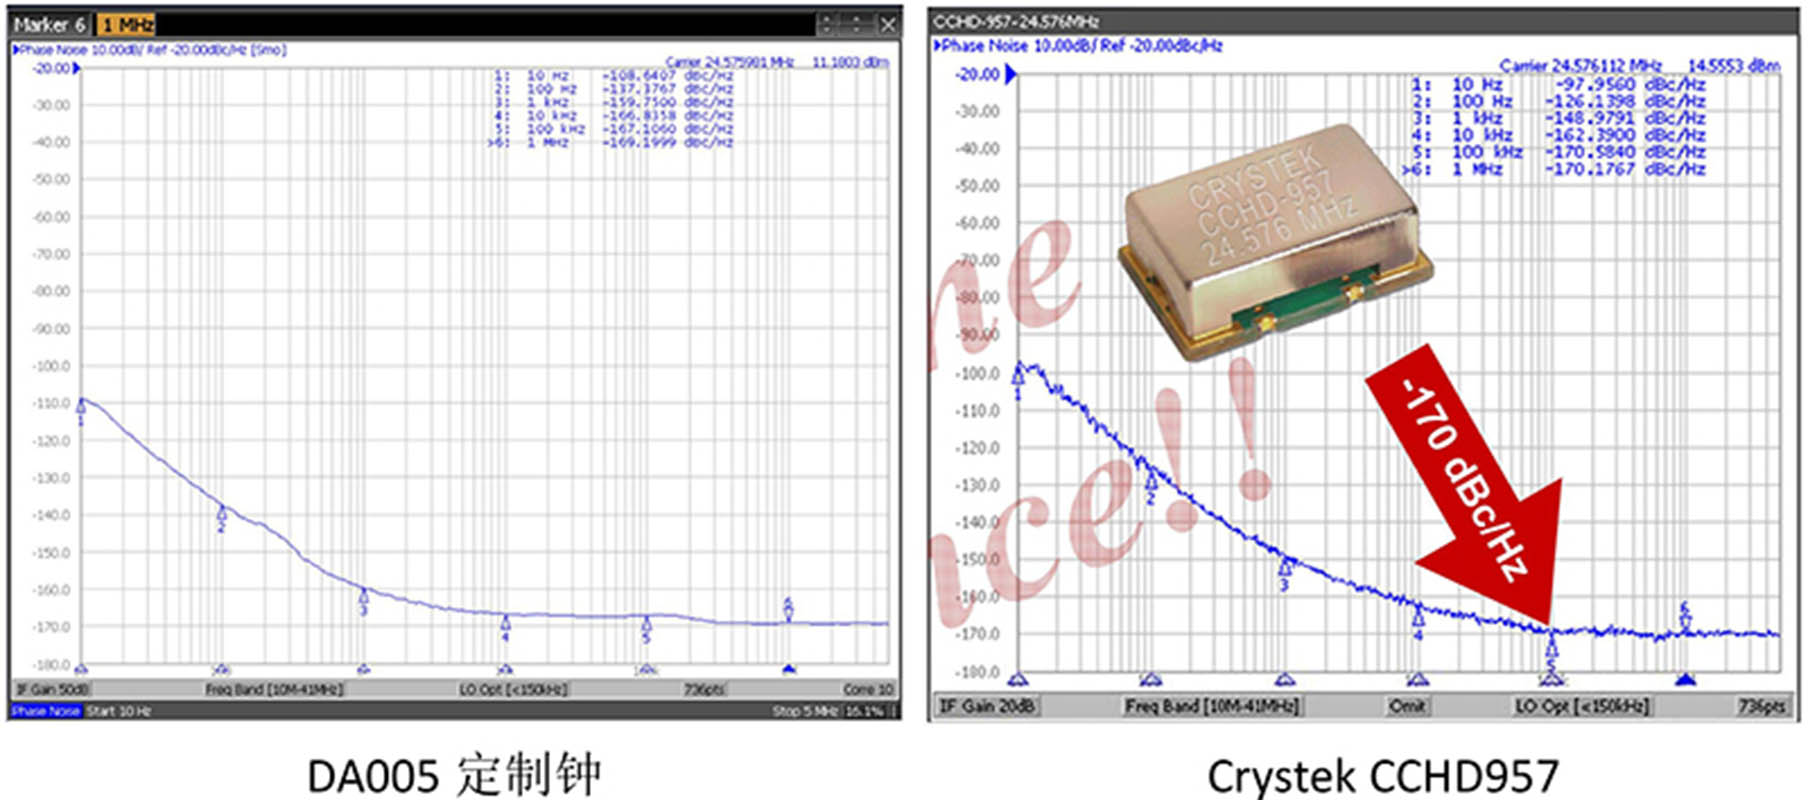 Marker 6 1 MHz
Phase Noise 10.00dB/ Ref -20.00dBc/Hz [Smo]
Carrier 24.575981 MHz 11.1803 dBm
1: 10 Hz -108.6407 dBc/Hz
2: 100 Hz -137.3767 dBc/Hz
3: 1 kHz -159.7500 dBc/Hz
4: 10 kHz -166.8358 dBc/Hz
5: 100 kHz -167.1060 dBc/Hz
>6: 1 MHz -169.1999 dBc/Hz
-20.00
-30.00
-40.00
-50.00
-60.00
-70.00
-80.00
-90.00
-100.0
-110.0
-120.0
-130.0
-140.0
-150.0
-160.0
-170.0
-180.0
1
2
3
4
5
6
IF Gain 50dB Freq Band [10M-41MHz] LO Opt [<150kHz] 736pts Corre 10
Phase Noise Start 10 Hz Stop 5 MHz 16.1%
DA005 定制钟
CCHD-957-24.576MHz
Phase Noise 10.00dB/ Ref -20.00dBc/Hz
Carrier 24.576112 MHz 14.5553 dBm
1: 10 Hz -97.9560 dBc/Hz
2: 100 Hz -126.1398 dBc/Hz
3: 1 kHz -148.9791 dBc/Hz
4: 10 kHz -162.3900 dBc/Hz
5: 100 kHz -170.5840 dBc/Hz
>6: 1 MHz -170.1767 dBc/Hz
-20.00
-30.00
-40.00
-50.00
-60.00
-70.00
-80.00
-90.00
-100.0
-110.0
-120.0
-130.0
-140.0
-150.0
-160.0
-170.0
-180.0
CRYSTEK
CCHD-957
24.576 MHz
-170 dBc/Hz
ne
nce!!
1
2
3
4
5
6
IF Gain 20dB Freq Band [10M-41MHz] Omit LO Opt [<150kHz] 736pts
Crystek CCHD957